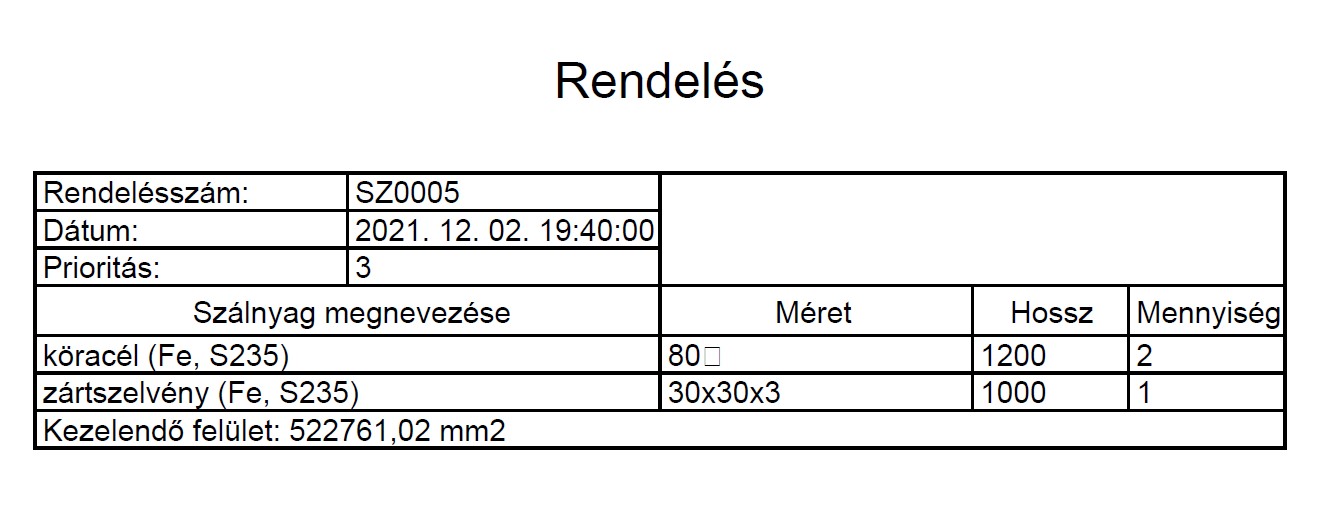 Rendelés
Rendelésszám: SZ0005
Dátum: 2021. 12. 02. 19:40:00
Prioritás: 3
Szálnyag megnevezése Méret Hossz Mennyiség
köracél (Fe, S235) 80□ 1200 2
zártszelvény (Fe, S235) 30x30x3 1000 1
Kezelendő felület: 522761,02 mm2